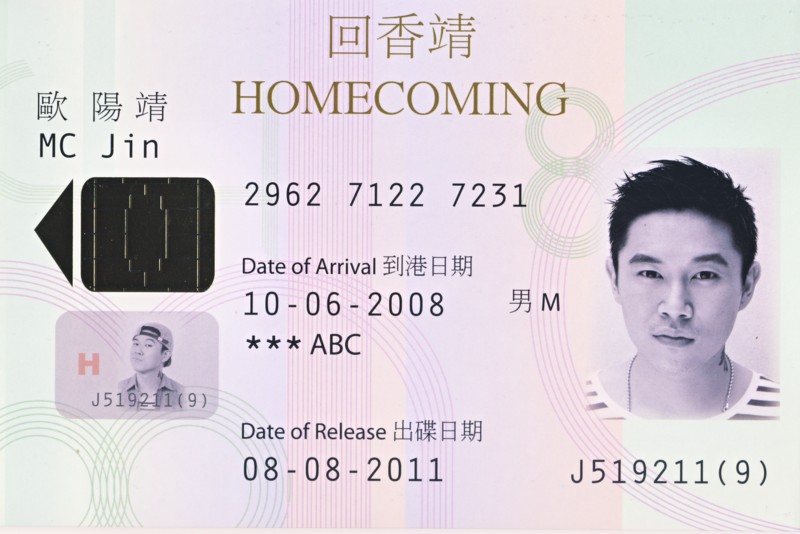 回香靖
HOMECOMING
歐陽靖
MC Jin
2962 7122 7231
Date of Arrival 到港日期
10-06-2008
男 M
*** ABC
H
J519211(9)
Date of Release 出碟日期
08-08-2011
J519211(9)